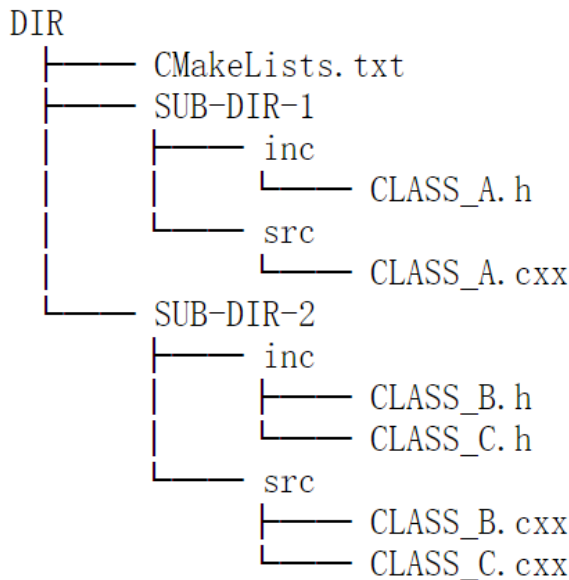 DIR
CMakeLists.txt
SUB-DIR-1
inc
CLASS_A.h
src
CLASS_A.cxx
SUB-DIR-2
inc
CLASS_B.h
CLASS_C.h
src
CLASS_B.cxx
CLASS_C.cxx